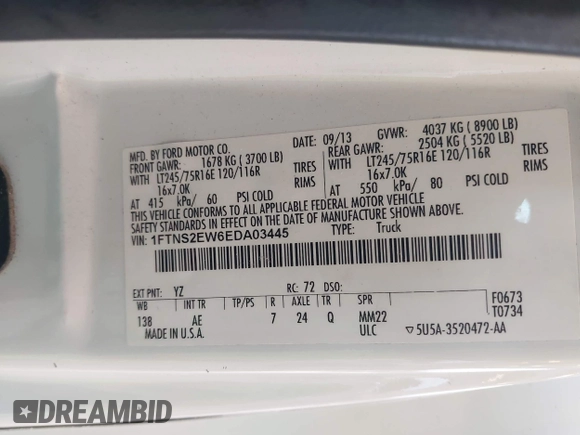 MFD. BY FORD MOTOR CO.
DATE: 09/13 GVWR: 4037 KG ( 8900 LB)
FRONT GAWR: 1678 KG ( 3700 LB) REAR GAWR: 2504 KG ( 5520 LB)
WITH LT245/75R16E 120/116R TIRES WITH LT245/75R16E 120/116R TIRES
16x7.0K RIMS 16x7.0K RIMS
AT 415 kPa/ 60 PSI COLD AT 550 kPa/ 80 PSI COLD
THIS VEHICLE CONFORMS TO ALL APPLICABLE FEDERAL MOTOR VEHICLE
SAFETY STANDARDS IN EFFECT ON THE DATE OF MANUFACTURE SHOWN ABOVE.
VIN: 1FTNS2EW6EDA03445 TYPE: Truck
EXT PNT: YZ RC: 72 DSO:
WB INT TR TP/PS R AXLE TR SPR F0673
138 AE 7 24 Q MM22 T0734
MADE IN U.S.A. ULC 5U5A-3520472-AA
DREAMBID